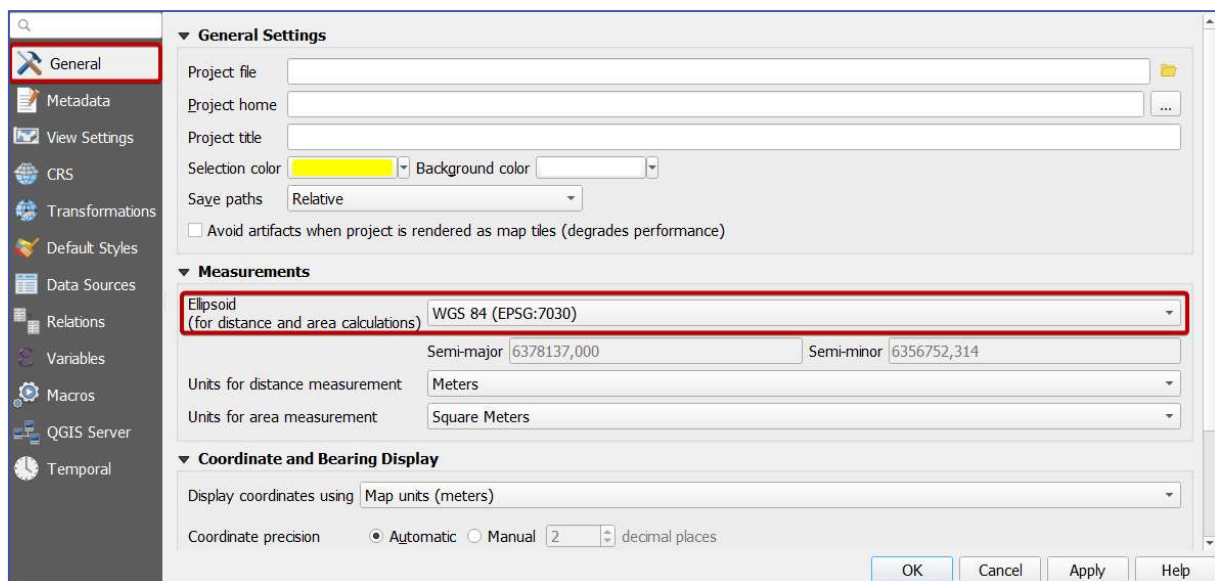 General
Metadata
View Settings
CRS
Transformations
Default Styles
Data Sources
Relations
Variables
Macros
QGIS Server
Temporal
General Settings
Project file
Project home ...
Project title
Selection color Background color
Save paths Relative
Avoid artifacts when project is rendered as map tiles (degrades performance)
Measurements
Ellipsoid
(for distance and area calculations) WGS 84 (EPSG:7030)
Semi-major 6378137,000 Semi-minor 6356752,314
Units for distance measurement Meters
Units for area measurement Square Meters
Coordinate and Bearing Display
Display coordinates using Map units (meters)
Coordinate precision Automatic Manual 2 decimal places
OK Cancel Apply Help